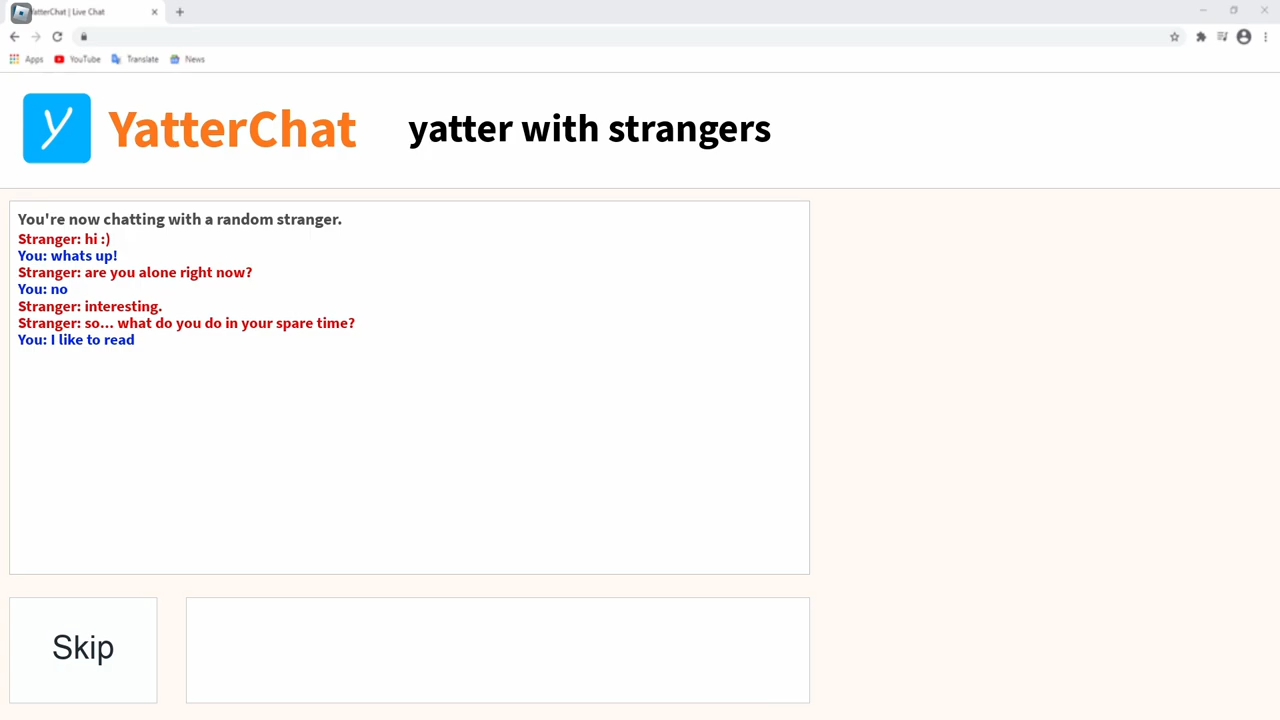 YatterChat | Live Chat
Apps YouTube Translate News
y YatterChat yatter with strangers
You're now chatting with a random stranger.
Stranger: hi :)
You: whats up!
Stranger: are you alone right now?
You: no
Stranger: interesting.
Stranger: so... what do you do in your spare time?
You: I like to read
Skip